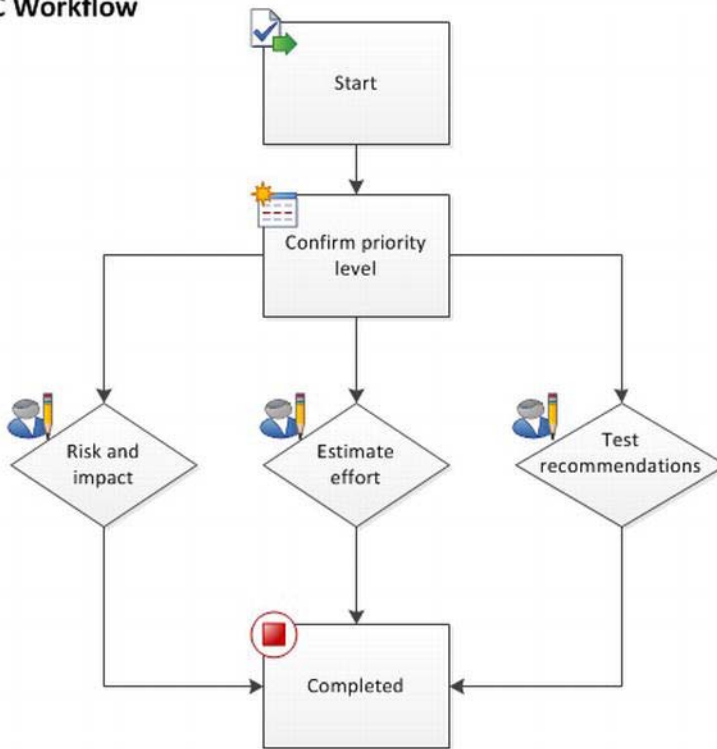 C Workflow
Start
Confirm priority
level
Risk and
impact
Estimate
effort
Test
recommendations
Completed